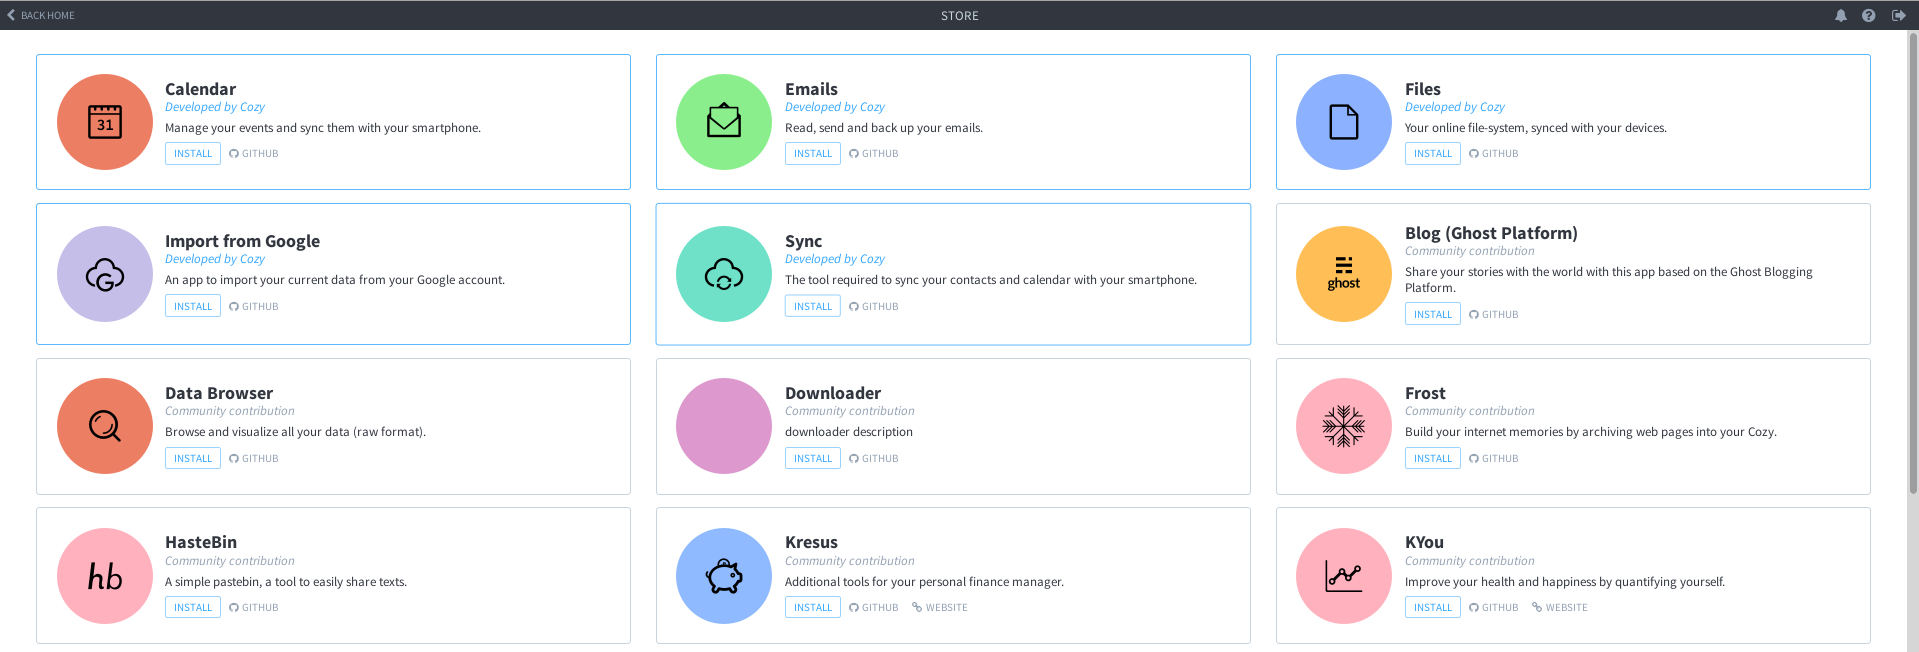 BACK HOME
STORE
31
Calendar
Developed by Cozy
Manage your events and sync them with your smartphone.
INSTALL GITHUB
Emails
Developed by Cozy
Read, send and back up your emails.
INSTALL GITHUB
Files
Developed by Cozy
Your online file-system, synced with your devices.
INSTALL GITHUB
G
Import from Google
Developed by Cozy
An app to import your current data from your Google account.
INSTALL GITHUB
Sync
Developed by Cozy
The tool required to sync your contacts and calendar with your smartphone.
INSTALL GITHUB
ghost
Blog (Ghost Platform)
Community contribution
Share your stories with the world with this app based on the Ghost Blogging
Platform.
INSTALL GITHUB
Data Browser
Community contribution
Browse and visualize all your data (raw format).
INSTALL GITHUB
Downloader
Community contribution
downloader description
INSTALL GITHUB
Frost
Community contribution
Build your internet memories by archiving web pages into your Cozy.
INSTALL GITHUB
hb
HasteBin
Community contribution
A simple pastebin, a tool to easily share texts.
INSTALL GITHUB
Kresus
Community contribution
Additional tools for your personal finance manager.
INSTALL GITHUB WEBSITE
KYou
Community contribution
Improve your health and happiness by quantifying yourself.
INSTALL GITHUB WEBSITE